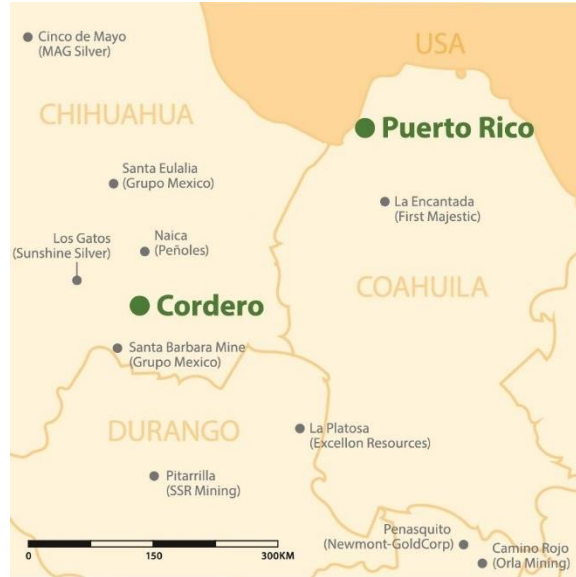 Cinco de Mayo
(MAG Silver)
USA
CHIHUAHUA
Puerto Rico
Santa Eulalia
(Grupo Mexico)
La Encantada
(First Majestic)
Los Gatos
(Sunshine Silver)
Naica
(Peñoles)
COAHUILA
Cordero
Santa Barbara Mine
(Grupo Mexico)
DURANGO
La Platosa
(Excellon Resources)
Pitarrilla
(SSR Mining)
Penasquito
(Newmont-GoldCorp)
Camino Rojo
(Orla Mining)
0
150
300KM